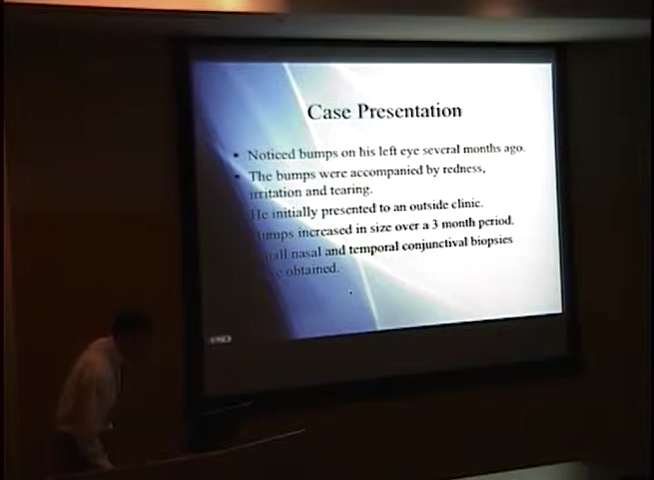 Case Presentation
• Noticed bumps on his left eye several months ago.
• The bumps were accompanied by redness,
irritation and tearing.
He initially presented to an outside clinic.
bumps increased in size over a 3 month period.
nasal and temporal conjunctival biopsies
obtained.